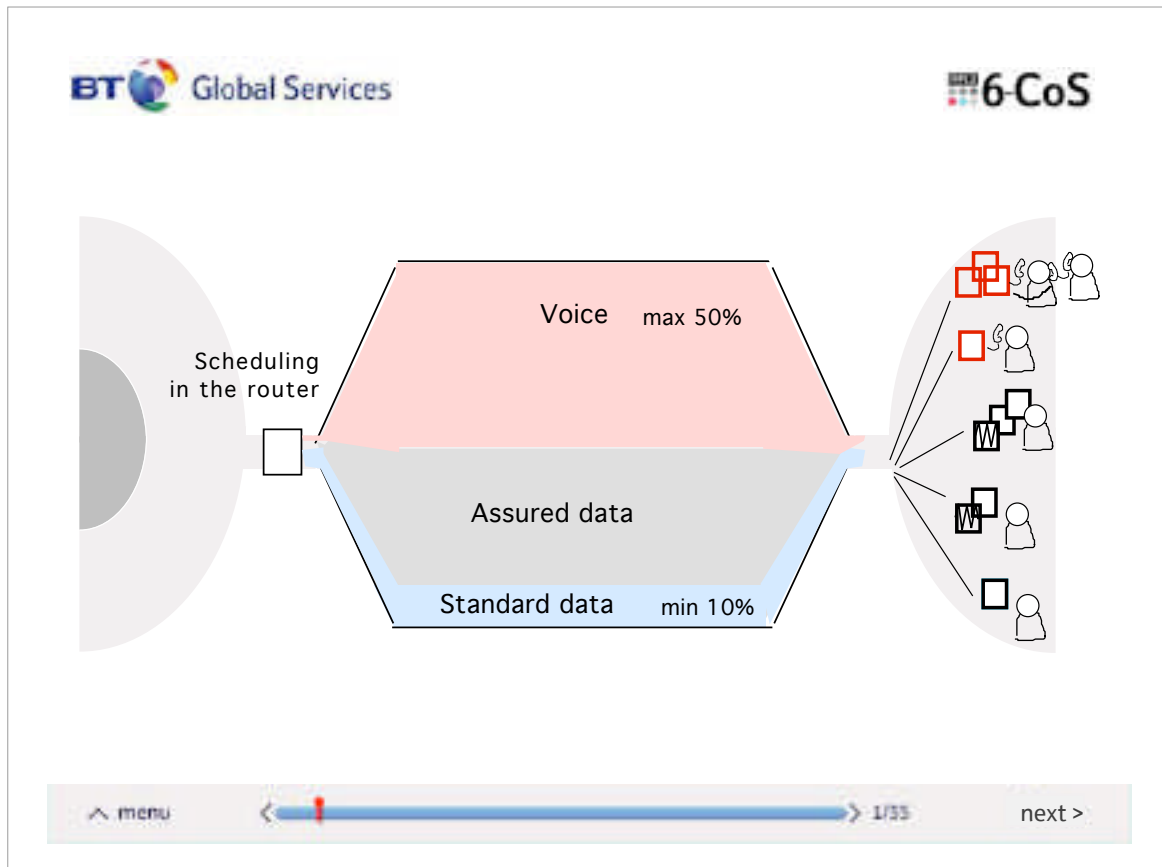 BT Global Services
6-CoS
Voice max 50%
Scheduling
in the router
Assured data
Standard data min 10%
W
W
menu
1/35
next >